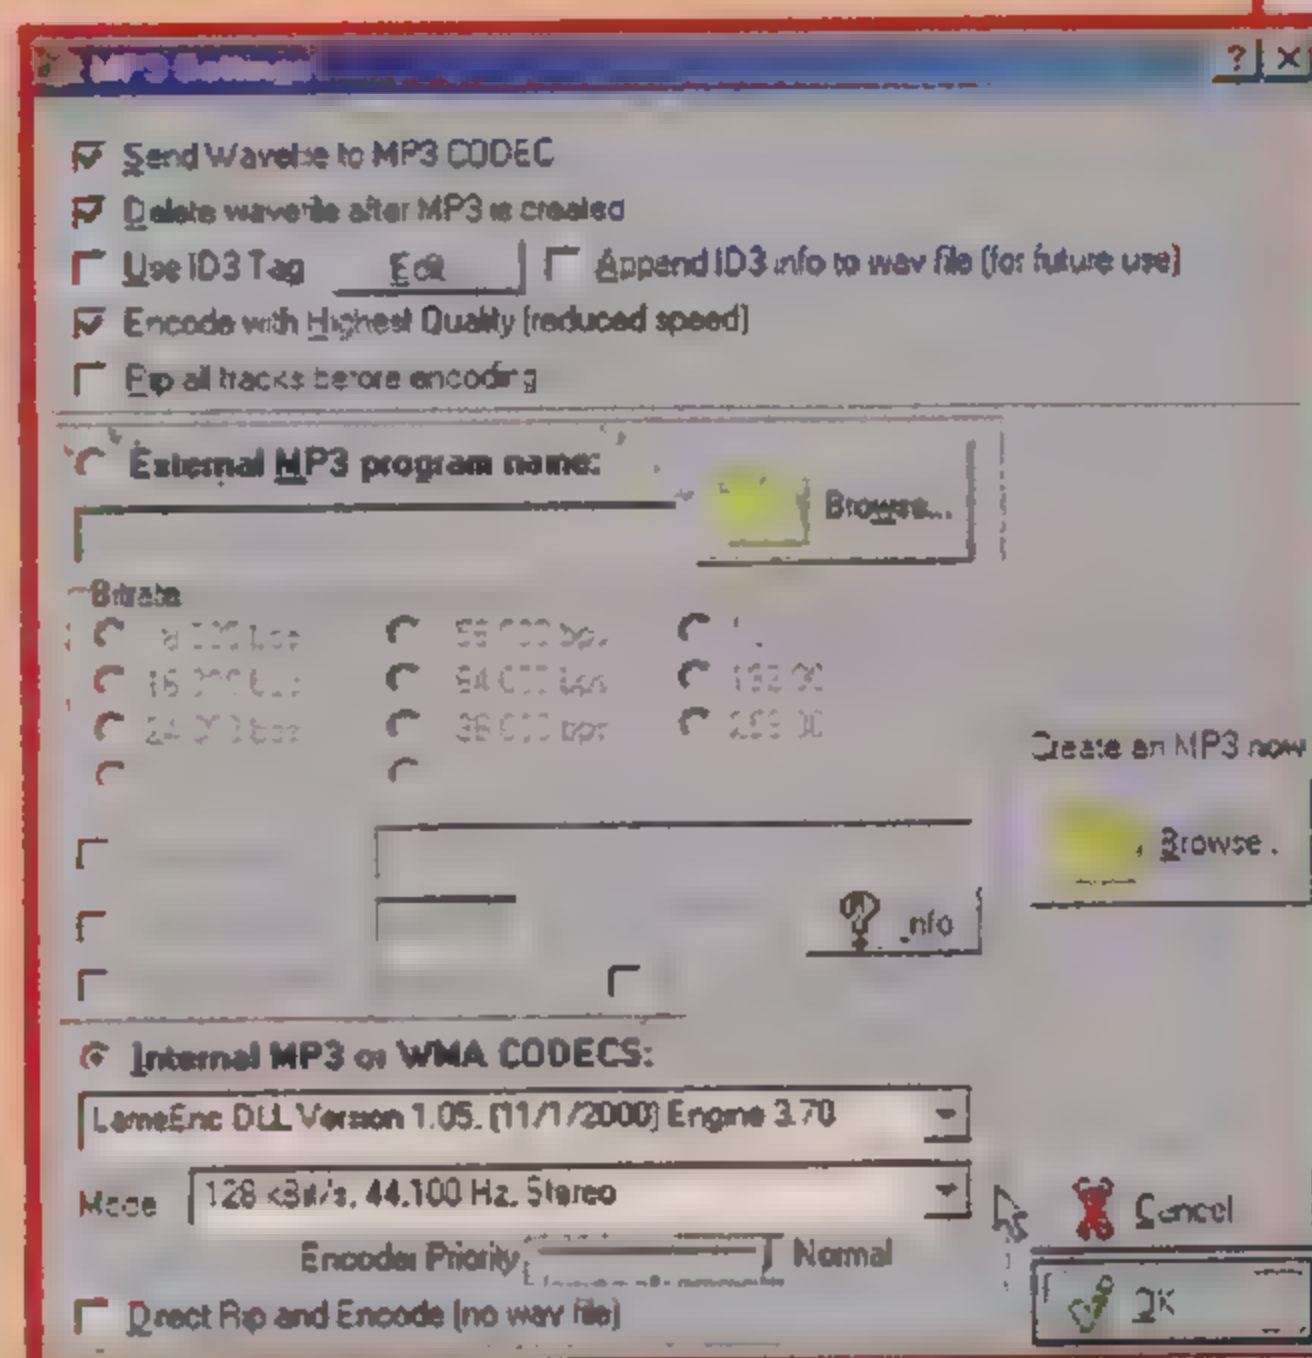 MP3 Settings
Send Wavefile to MP3 CODEC
Delete wavefile after MP3 is created
Use ID3 Tag Edit Append ID3 info to wav file (for future use)
Encode with Highest Quality (reduced speed)
Rip all tracks before encoding
External MP3 program name:
Browse...
Bitrate
Create an MP3 now
Browse
Info
Internal MP3 or WMA CODECS:
LameEnc DLL Version 1.05, (11/1/2000) Engine 3.70
Mode 128 kBit/s, 44.100 Hz, Stereo
Cancel
Encoder Priority Normal
OK
Direct Rip and Encode (no wav file)